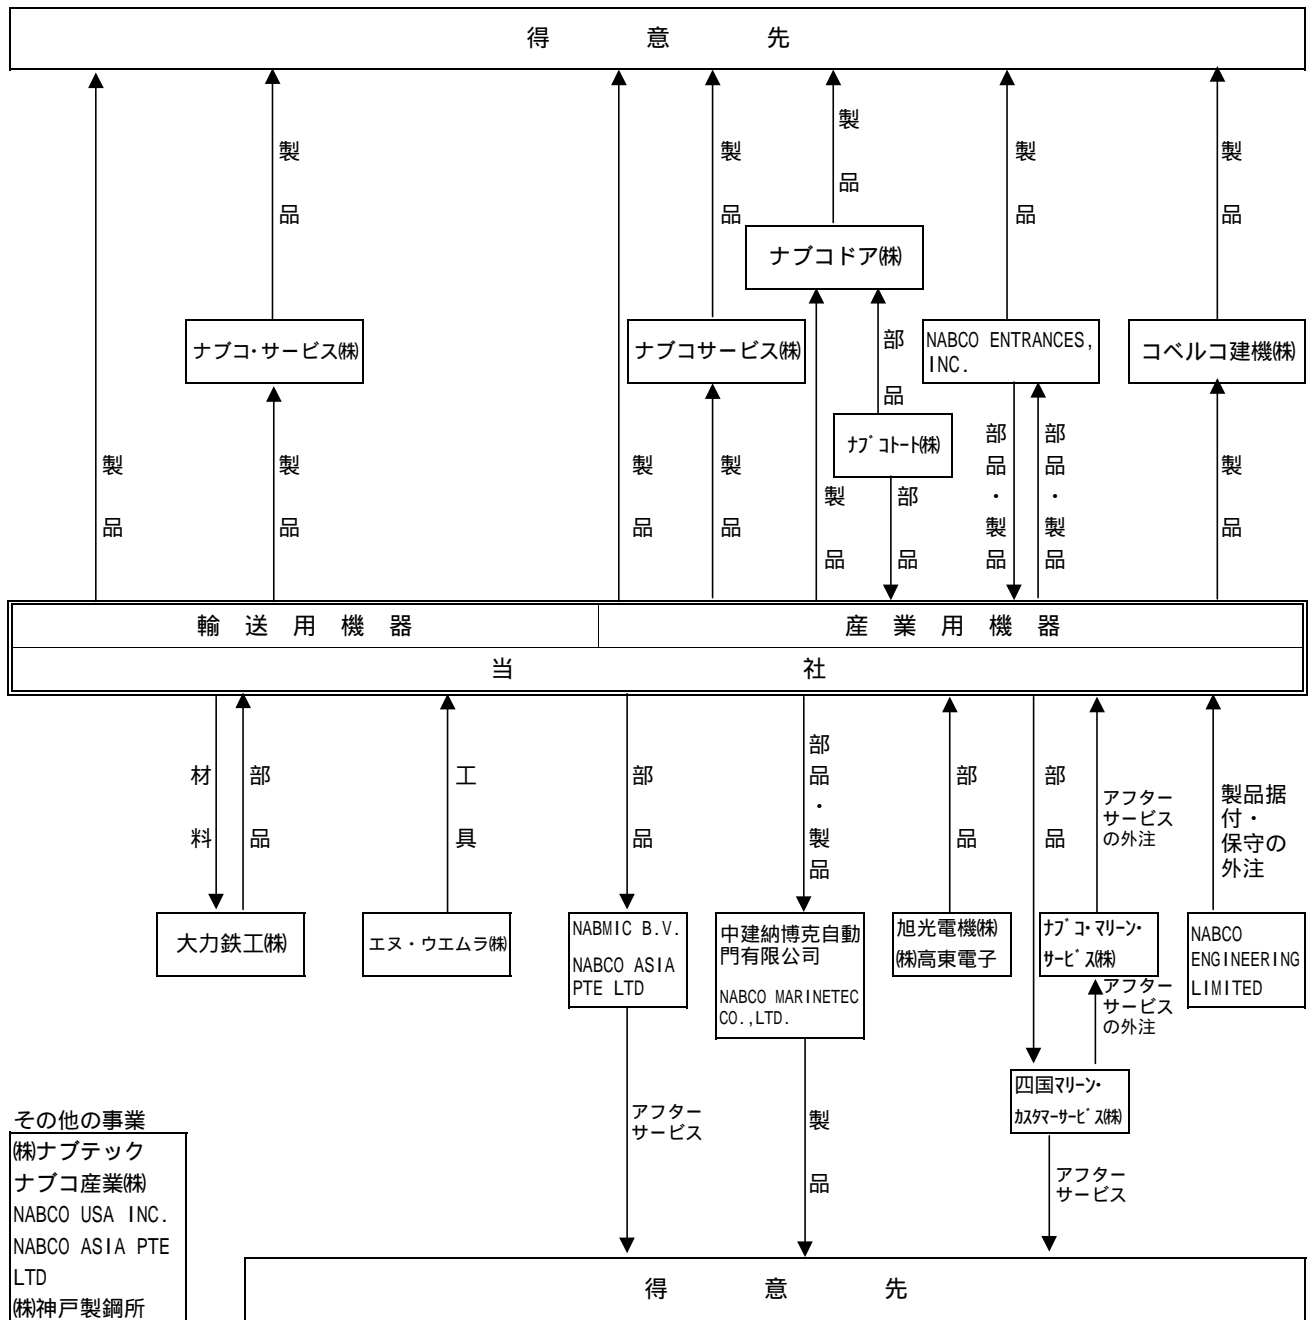 得意先
製品
製品
製品
製品
製品
製品
製品
ナブコドア㈱
ナブコ・サービス㈱
ナブコサービス㈱
部品
NABCO ENTRANCES,
INC.
コベルコ建機㈱
ナブコトート㈱
製品
製品
製品
部品
部品・製品
部品・製品
製品
輸送用機器
産業用機器
当社
材料
部品
工具
部品
部品・製品
部品
部品
アフター
サービス
の外注
製品据
付・
保守の
外注
大力鉄工㈱
エヌ・ウエムラ㈱
NABMIC B.V.
NABCO ASIA
PTE LTD
中建納博克自動
門有限公司
NABCO MARINETEC
CO.,LTD.
旭光電機㈱
㈱高東電子
ナブコ・マリーン・
サービス㈱
NABCO
ENGINEERING
LIMITED
アフター
サービス
の外注
四国マリーン・
カスタマーサービス㈱
アフター
サービス
製品
アフター
サービス
その他の事業
㈱ナブテック
ナブコ産業㈱
NABCO USA INC.
NABCO ASIA PTE
LTD
㈱神戸製鋼所
得意先